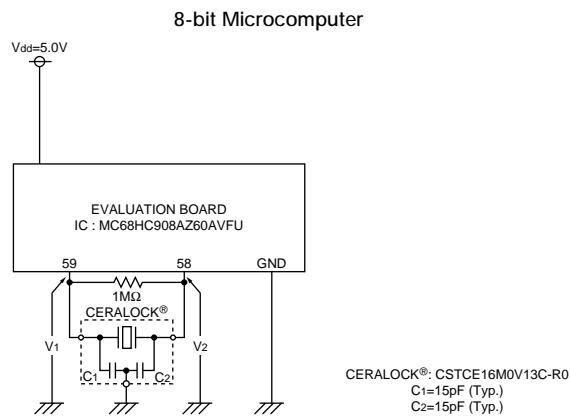 8-bit Microcomputer
Vdd=5.0V
EVALUATION BOARD
IC : MC68HC908AZ60AVFU
59
58
GND
1MΩ
CERALOCK®
V1
V2
C1
C2
CERALOCK®: CSTCE16M0V13C-R0
C1=15pF (Typ.)
C2=15pF (Typ.)